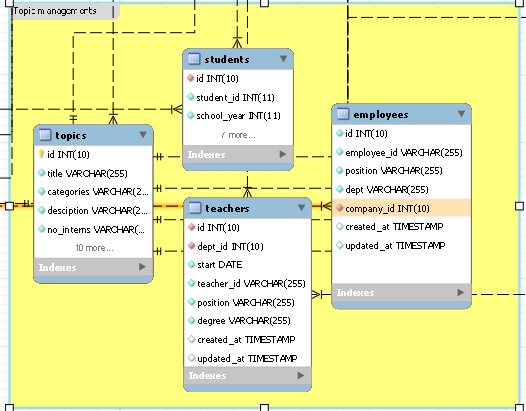 Topic managements
students
id INT(10)
student_id INT(11)
school_year INT(11)
7 more...
Indexes
employees
id INT(10)
employee_id VARCHAR(255)
position VARCHAR(255)
dept VARCHAR(255)
company_id INT(10)
created_at TIMESTAMP
updated_at TIMESTAMP
Indexes
topics
id INT(10)
title VARCHAR(255)
categories VARCHAR(2...
desciption VARCHAR(2...
no_interns VARCHAR(2...
10 more...
Indexes
teachers
id INT(10)
dept_id INT(10)
start DATE
teacher_id VARCHAR(255)
position VARCHAR(255)
degree VARCHAR(255)
created_at TIMESTAMP
updated_at TIMESTAMP
Indexes